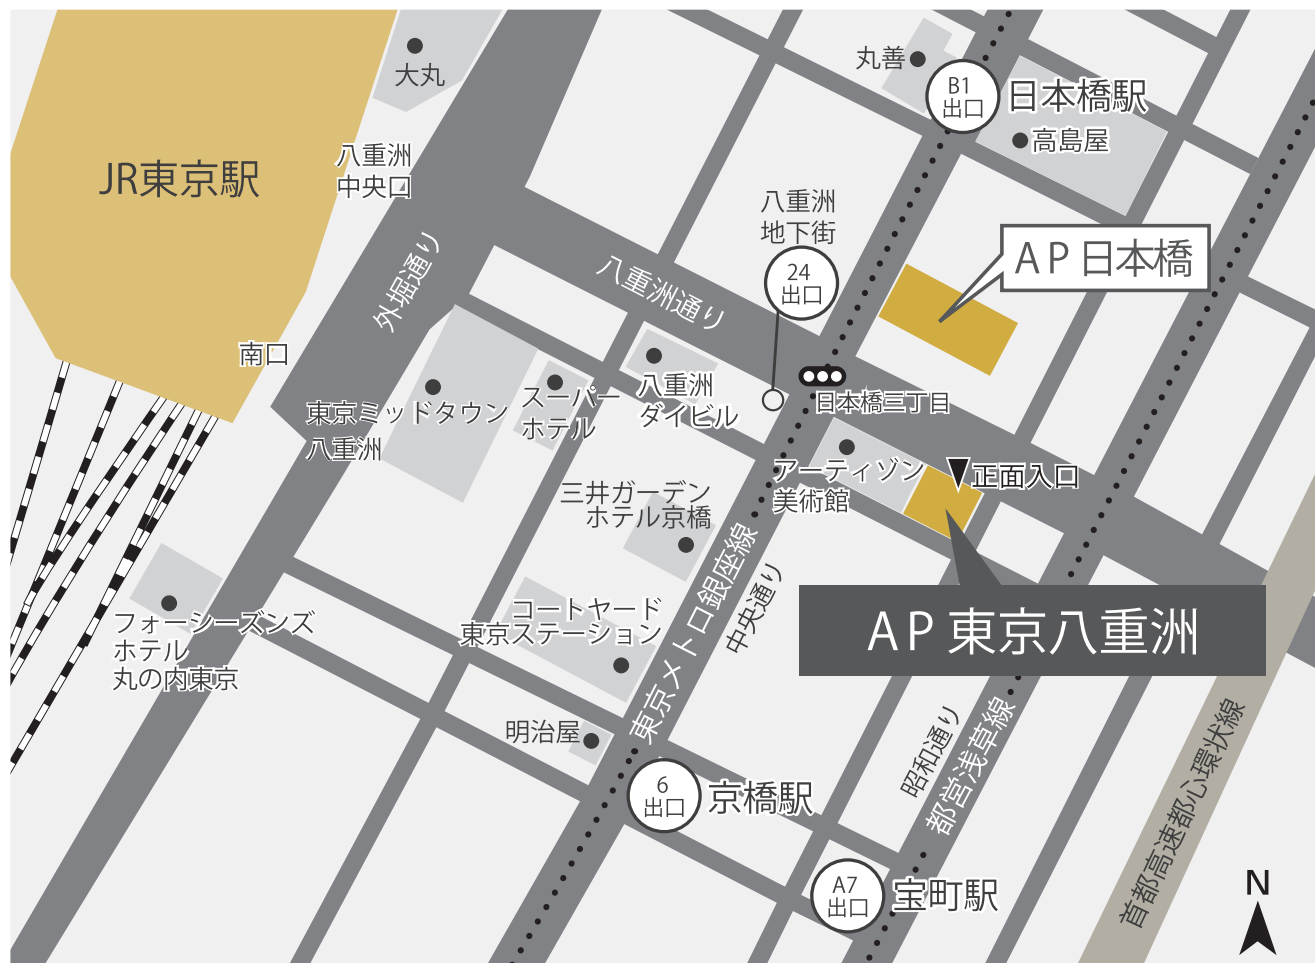 大丸
丸善
B1
出口
日本橋駅
高島屋
JR東京駅
八重洲
中央口
八重洲
地下街
24
出口
AP日本橋
外堀通り
八重洲通り
南口
東京ミッドタウン
八重洲
スーパー
ホテル
八重洲
ダイビル
日本橋三丁目
アーティゾン
美術館
正面入口
三井ガーデン
ホテル京橋
東京メトロ銀座線
中央通り
コートヤード
東京ステーション
AP東京八重洲
フォーシーズンズ
ホテル
丸の内東京
明治屋
6
出口
京橋駅
昭和通り
都営浅草線
首都高速都心環状線
A7
出口
宝町駅
N